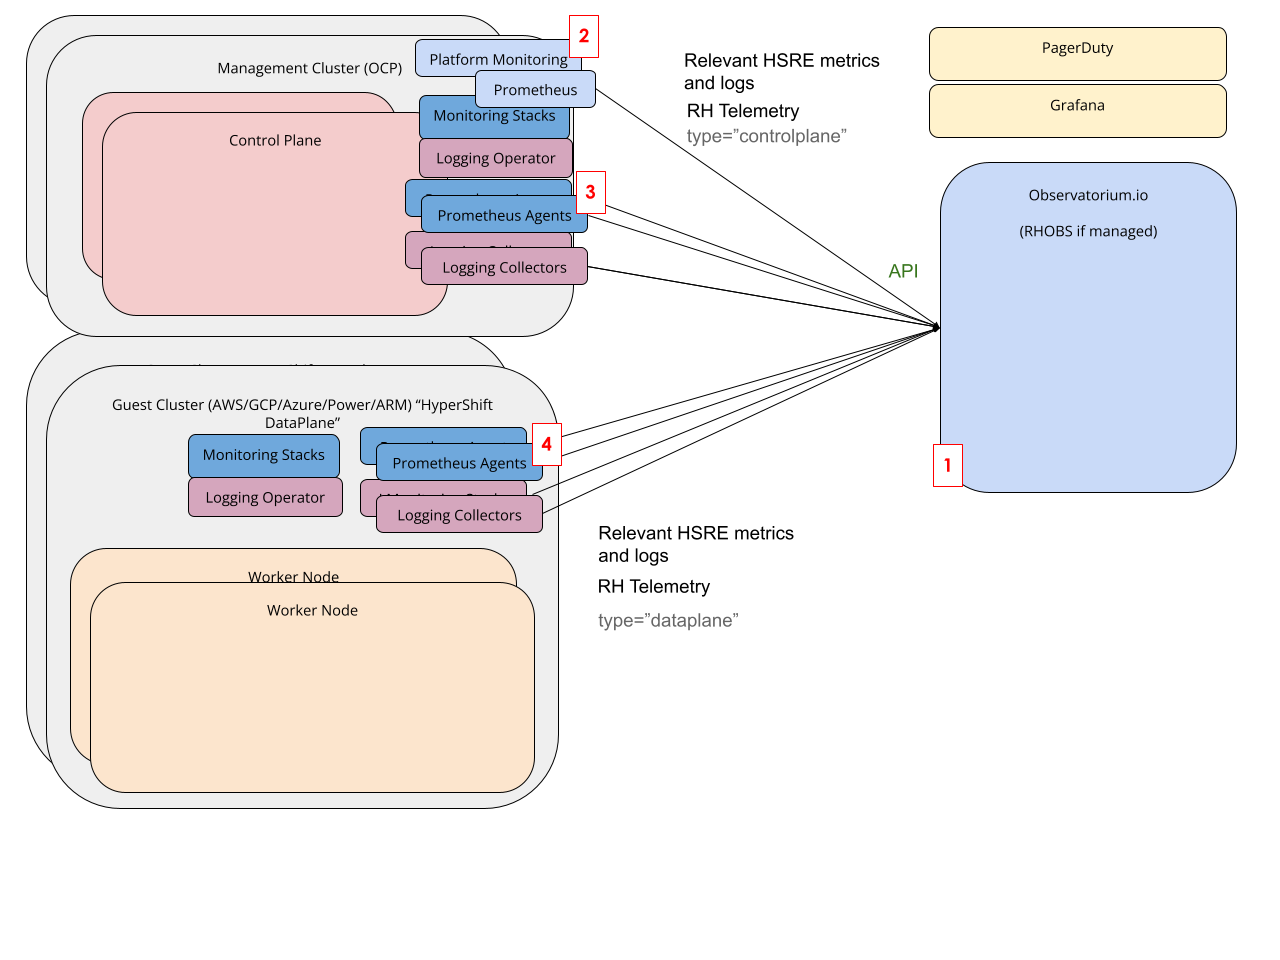 2
Platform Monitoring
Management Cluster (OCP)
Prometheus
Monitoring Stacks
Control Plane
Logging Operator
3
Prometheus Agents
Logging Collectors
Relevant HSRE metrics
and logs
RH Telemetry
type=”controlplane”
PagerDuty
Grafana
Observatorium.io
(RHOBS if managed)
API
1
Guest Cluster (AWS/GCP/Azure/Power/ARM) “HyperShift
DataPlane”
4
Monitoring Stacks
Prometheus Agents
Logging Operator
Logging Collectors
Relevant HSRE metrics
and logs
RH Telemetry
type=”dataplane”
Worker Node
Worker Node